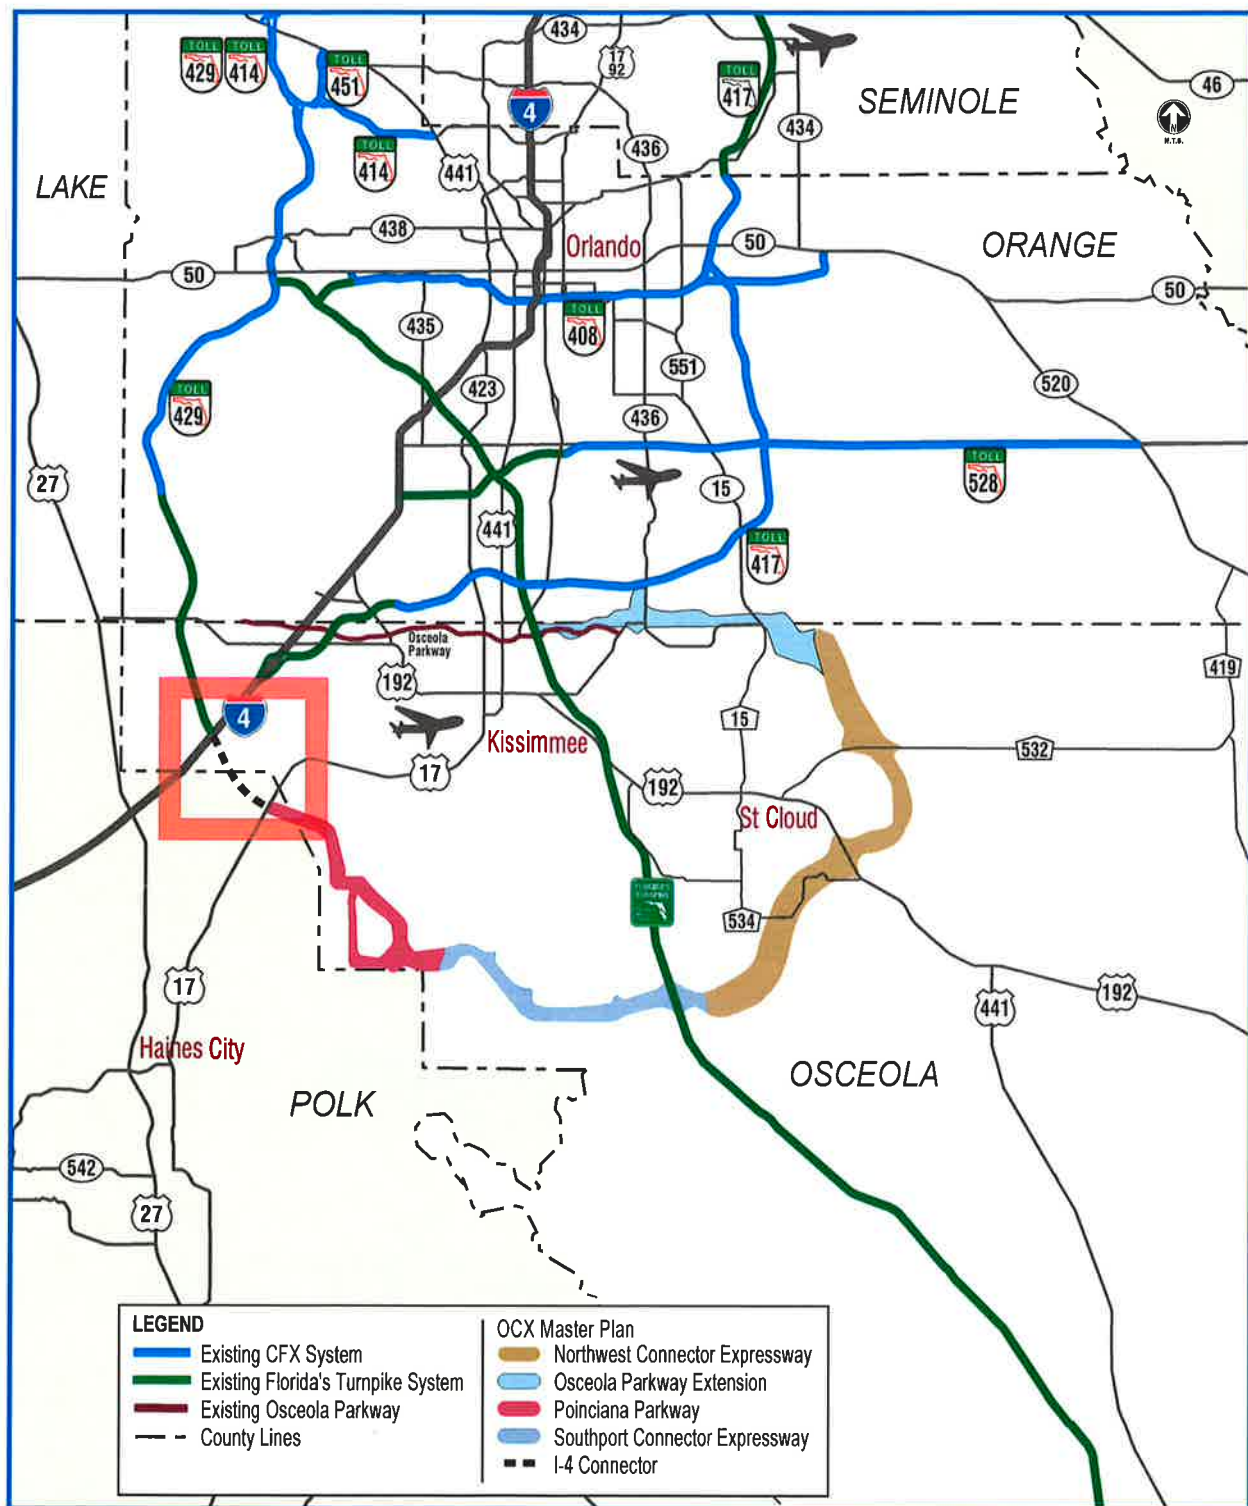 434
17
92
TOLL
429
TOLL
414
TOLL
451
TOLL
417
4
SEMINOLE
46
N
N.T.S.
434
436
TOLL
414
441
LAKE
438
Orlando
50
ORANGE
50
50
TOLL
408
435
551
423
520
TOLL
429
436
27
TOLL
528
15
441
TOLL
417
Osceola
Parkway
192
419
4
15
Kissimmee
532
17
192
St Cloud
534
17
441
192
Haines City
OSCEOLA
POLK
542
27
LEGEND
Existing CFX System
Existing Florida's Turnpike System
Existing Osceola Parkway
County Lines
OCX Master Plan
Northwest Connector Expressway
Osceola Parkway Extension
Poinciana Parkway
Southport Connector Expressway
I-4 Connector